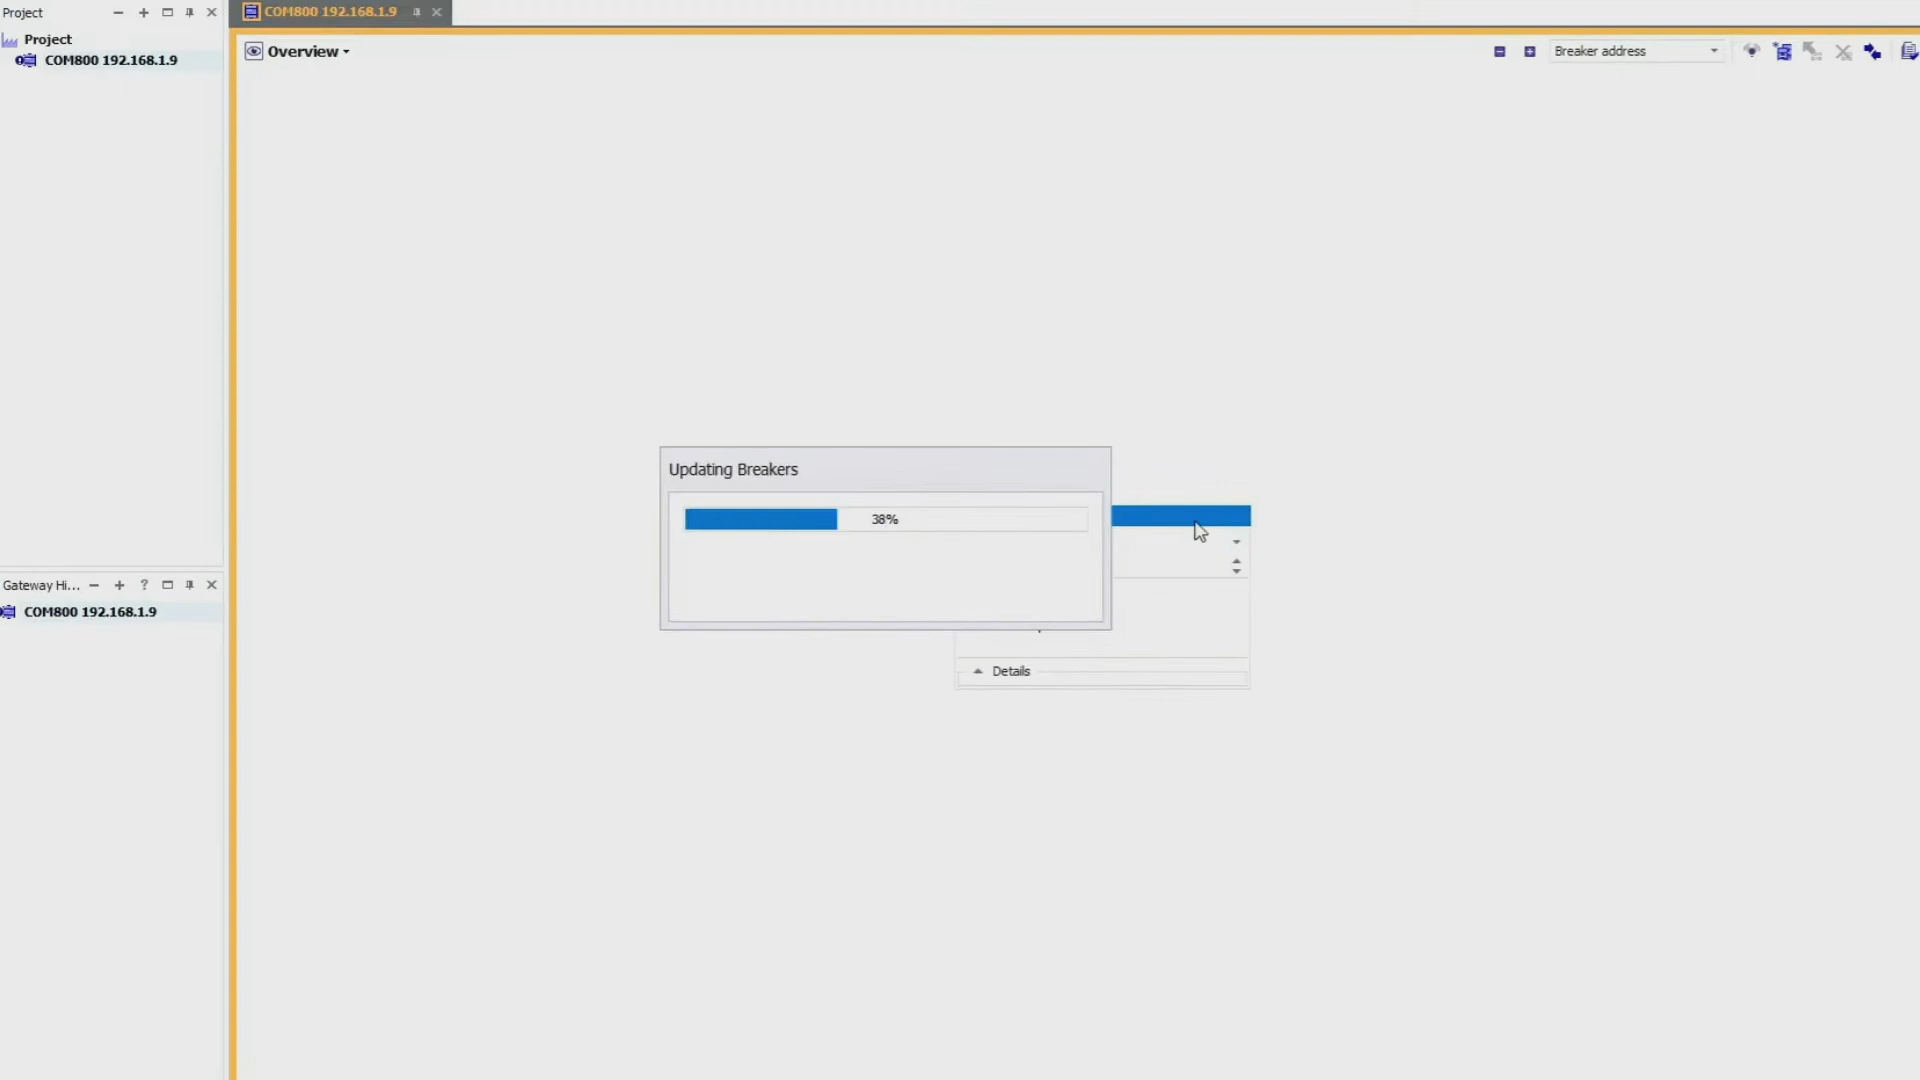 Project
Project
COM800 192.168.1.9
Gateway Hi...
COM800 192.168.1.9
COM800 192.168.1.9
Overview
Breaker address
Updating Breakers
38%
Details